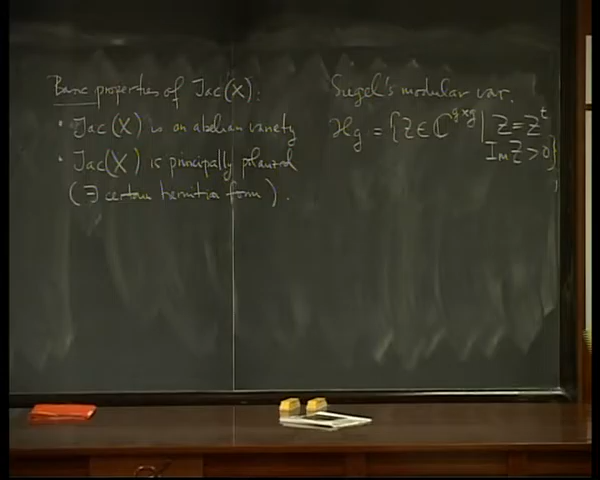 Basic properties of Jac(X):
· Jac(X) is an abelian variety
· Jac(X) is principally polarized
(∃ certain hermitian form).
Siegel's modular var.
ℋg = {Z ∈ ℂ^{g×g} | Z = Z^t
Im Z > 0}